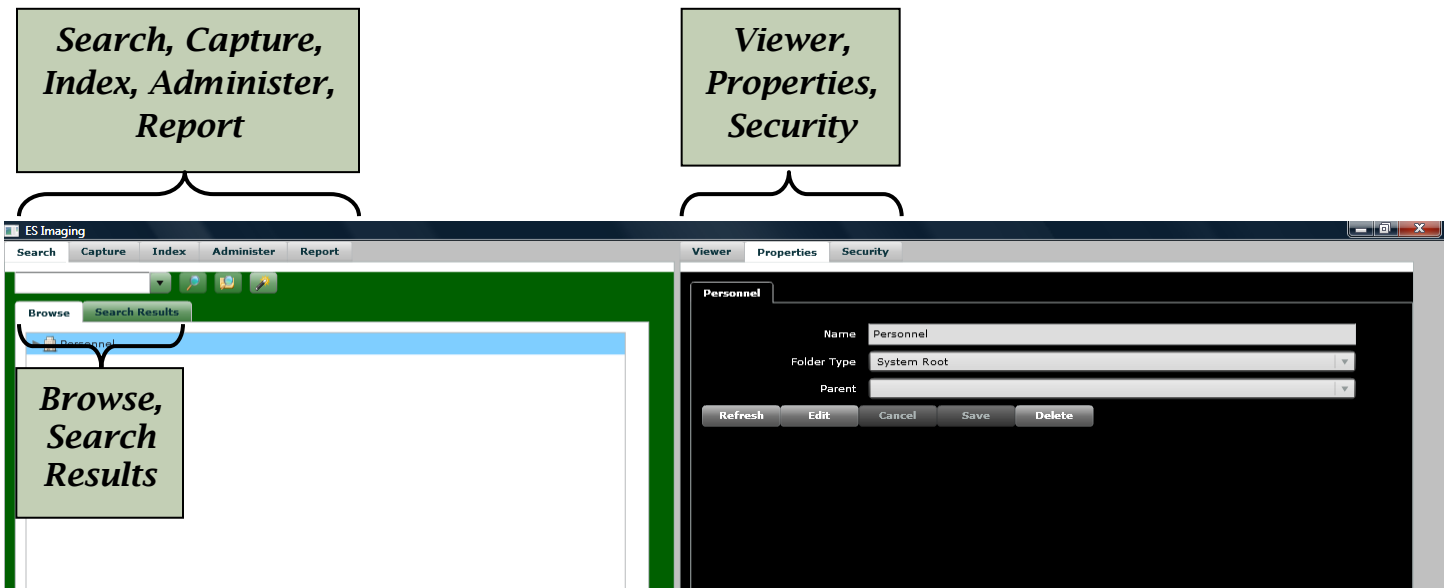 Search, Capture,
Index, Administer,
Report
Viewer,
Properties,
Security
ES Imaging
Search Capture Index Administer Report
Viewer Properties Security
Browse Search Results
Personnel
Browse,
Search
Results
Personnel
Name Personnel
Folder Type System Root
Parent
Refresh Edit Cancel Save Delete